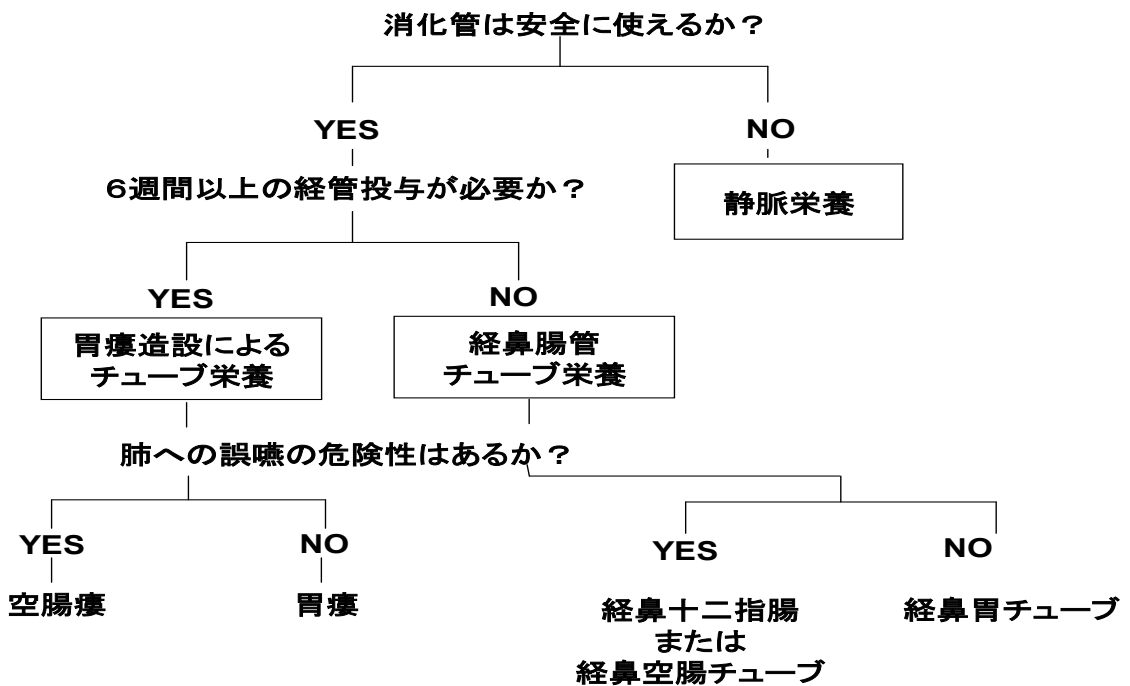 消化管は安全に使えるか？
YES
NO
6週間以上の経管投与が必要か？
静脈栄養
YES
NO
胃瘻造設による
チューブ栄養
経鼻腸管
チューブ栄養
肺への誤嚥の危険性はあるか？
YES
NO
YES
NO
空腸瘻
胃瘻
経鼻十二指腸
または
経鼻空腸チューブ
経鼻胃チューブ